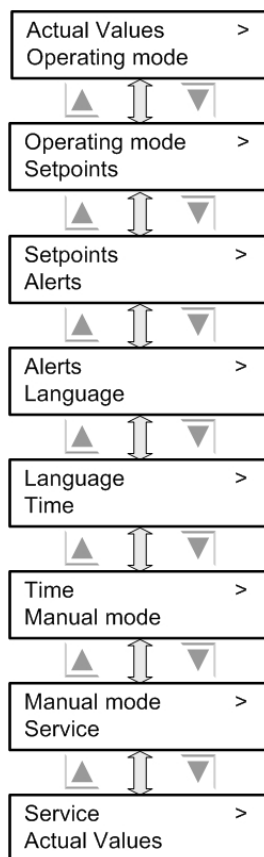 Actual Values >
Operating mode
Operating mode >
Setpoints
Setpoints >
Alerts
Alerts >
Language
Language >
Time
Time >
Manual mode
Manual mode >
Service
Service >
Actual Values